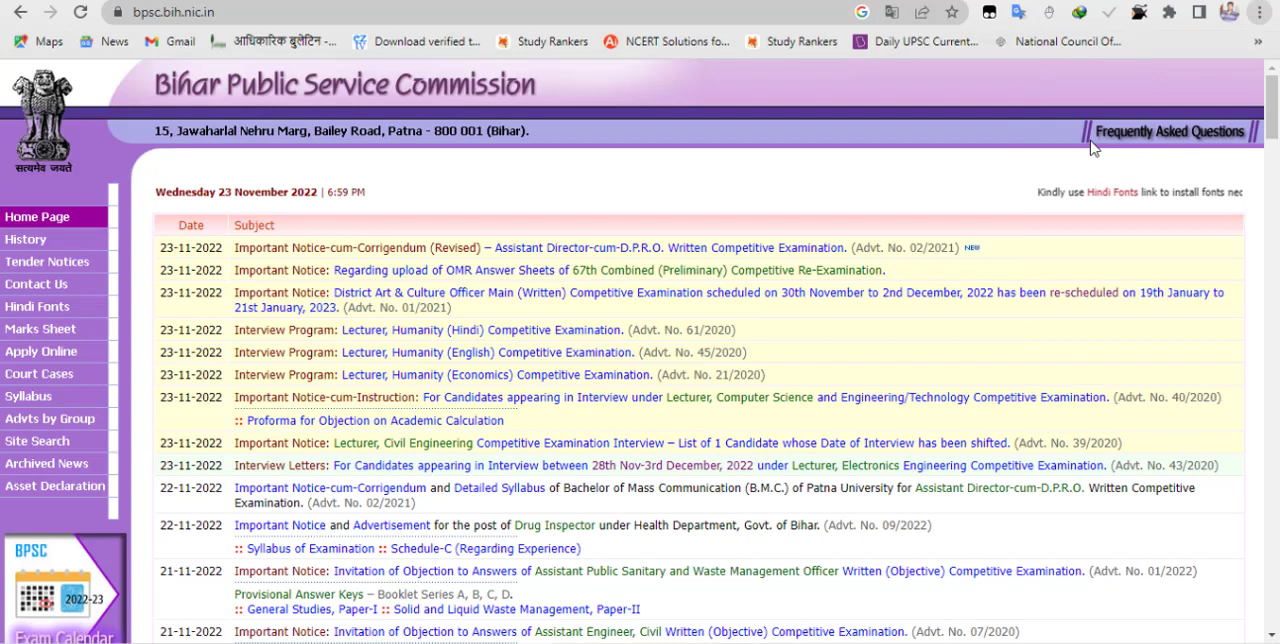 bpsc.bih.nic.in
Maps News Gmail आधिकारिक बुलेटिन -... Download verified t... Study Rankers NCERT Solutions fo... Study Rankers Daily UPSC Current... National Council Of... »
Bihar Public Service Commission
15, Jawaharlal Nehru Marg, Bailey Road, Patna - 800 001 (Bihar).
Frequently Asked Questions
सत्यमेव जयते
Wednesday 23 November 2022 | 6:59 PM
Kindly use Hindi Fonts link to install fonts nec
Home Page
History
Tender Notices
Contact Us
Hindi Fonts
Marks Sheet
Apply Online
Court Cases
Syllabus
Advts by Group
Site Search
Archived News
Asset Declaration
BPSC
2022-23
Exam Calendar
Date Subject
23-11-2022 Important Notice-cum-Corrigendum (Revised) – Assistant Director-cum-D.P.R.O. Written Competitive Examination. (Advt. No. 02/2021) NEW
23-11-2022 Important Notice: Regarding upload of OMR Answer Sheets of 67th Combined (Preliminary) Competitive Re-Examination.
23-11-2022 Important Notice: District Art & Culture Officer Main (Written) Competitive Examination scheduled on 30th November to 2nd December, 2022 has been re-scheduled on 19th January to
21st January, 2023. (Advt. No. 01/2021)
23-11-2022 Interview Program: Lecturer, Humanity (Hindi) Competitive Examination. (Advt. No. 61/2020)
23-11-2022 Interview Program: Lecturer, Humanity (English) Competitive Examination. (Advt. No. 45/2020)
23-11-2022 Interview Program: Lecturer, Humanity (Economics) Competitive Examination. (Advt. No. 21/2020)
23-11-2022 Important Notice-cum-Instruction: For Candidates appearing in Interview under Lecturer, Computer Science and Engineering/Technology Competitive Examination. (Advt. No. 40/2020)
:: Proforma for Objection on Academic Calculation
23-11-2022 Important Notice: Lecturer, Civil Engineering Competitive Examination Interview – List of 1 Candidate whose Date of Interview has been shifted. (Advt. No. 39/2020)
23-11-2022 Interview Letters: For Candidates appearing in Interview between 28th Nov-3rd December, 2022 under Lecturer, Electronics Engineering Competitive Examination. (Advt. No. 43/2020)
22-11-2022 Important Notice-cum-Corrigendum and Detailed Syllabus of Bachelor of Mass Communication (B.M.C.) of Patna University for Assistant Director-cum-D.P.R.O. Written Competitive
Examination. (Advt. No. 02/2021)
22-11-2022 Important Notice and Advertisement for the post of Drug Inspector under Health Department, Govt. of Bihar. (Advt. No. 09/2022)
:: Syllabus of Examination :: Schedule-C (Regarding Experience)
21-11-2022 Important Notice: Invitation of Objection to Answers of Assistant Public Sanitary and Waste Management Officer Written (Objective) Competitive Examination. (Advt. No. 01/2022)
Provisional Answer Keys – Booklet Series A, B, C, D.
:: General Studies, Paper-I :: Solid and Liquid Waste Management, Paper-II
21-11-2022 Important Notice: Invitation of Objection to Answers of Assistant Engineer, Civil Written (Objective) Competitive Examination. (Advt. No. 07/2020)